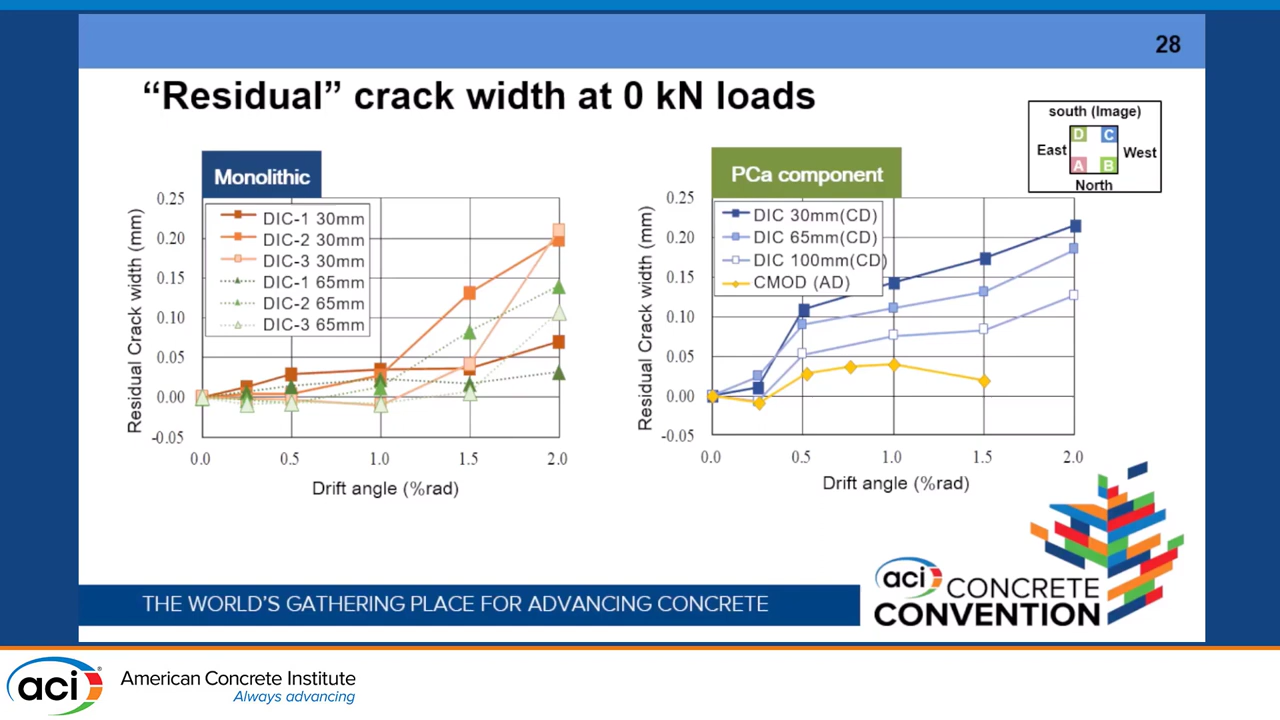 28
“Residual” crack width at 0 kN loads
south (Image)
D C
East West
A B
North
Monolithic
Residual Crack width (mm)
0.25
0.20
0.15
0.10
0.05
0.00
-0.05
DIC-1 30mm
DIC-2 30mm
DIC-3 30mm
DIC-1 65mm
DIC-2 65mm
DIC-3 65mm
0.0 0.5 1.0 1.5 2.0
Drift angle (%rad)
PCa component
Residual Crack width (mm)
0.25
0.20
0.15
0.10
0.05
0.00
-0.05
DIC 30mm(CD)
DIC 65mm(CD)
DIC 100mm(CD)
CMOD (AD)
0.0 0.5 1.0 1.5 2.0
Drift angle (%rad)
THE WORLD’S GATHERING PLACE FOR ADVANCING CONCRETE
aci CONCRETE
CONVENTION
aci
American Concrete Institute
Always advancing